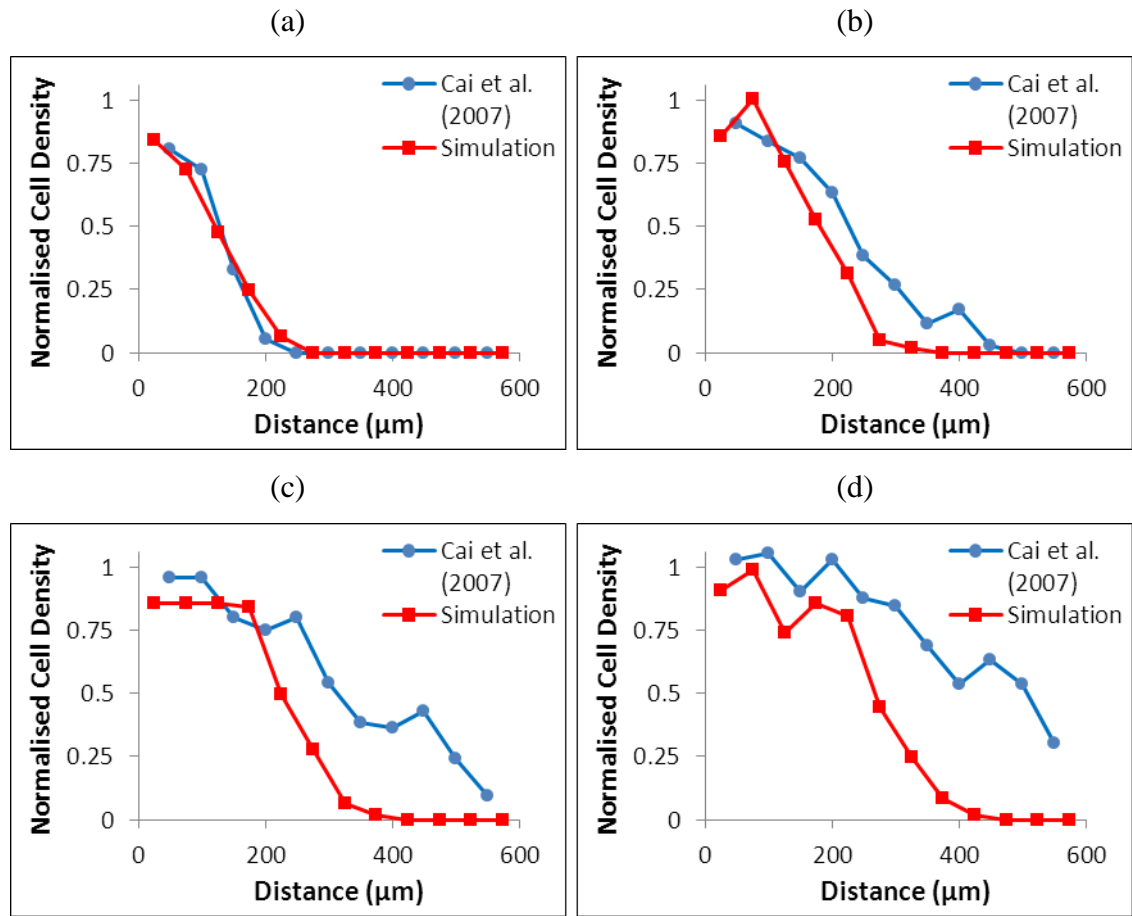 (a)
Normalised Cell Density
1
0.75
0.5
0.25
0
0 200 400 600
Distance (µm)
Cai et al.
(2007)
Simulation
(b)
Normalised Cell Density
1
0.75
0.5
0.25
0
0 200 400 600
Distance (µm)
Cai et al.
(2007)
Simulation
(c)
Normalised Cell Density
1
0.75
0.5
0.25
0
0 200 400 600
Distance (µm)
Cai et al.
(2007)
Simulation
(d)
Normalised Cell Density
1
0.75
0.5
0.25
0
0 200 400 600
Distance (µm)
Cai et al.
(2007)
Simulation